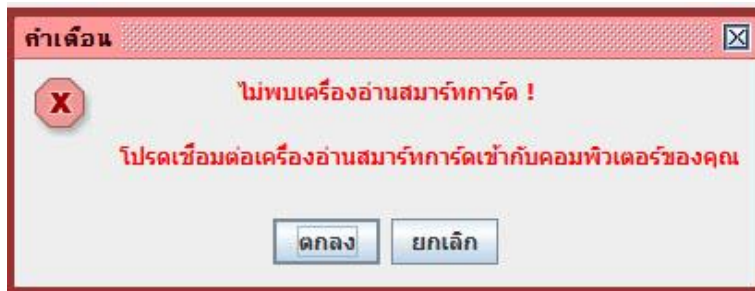 คำเตือน
ไม่พบเครื่องอ่านสมาร์ทการ์ด !
โปรดเชื่อมต่อเครื่องอ่านสมาร์ทการ์ดเข้ากับคอมพิวเตอร์ของคุณ
ตกลง ยกเลิก